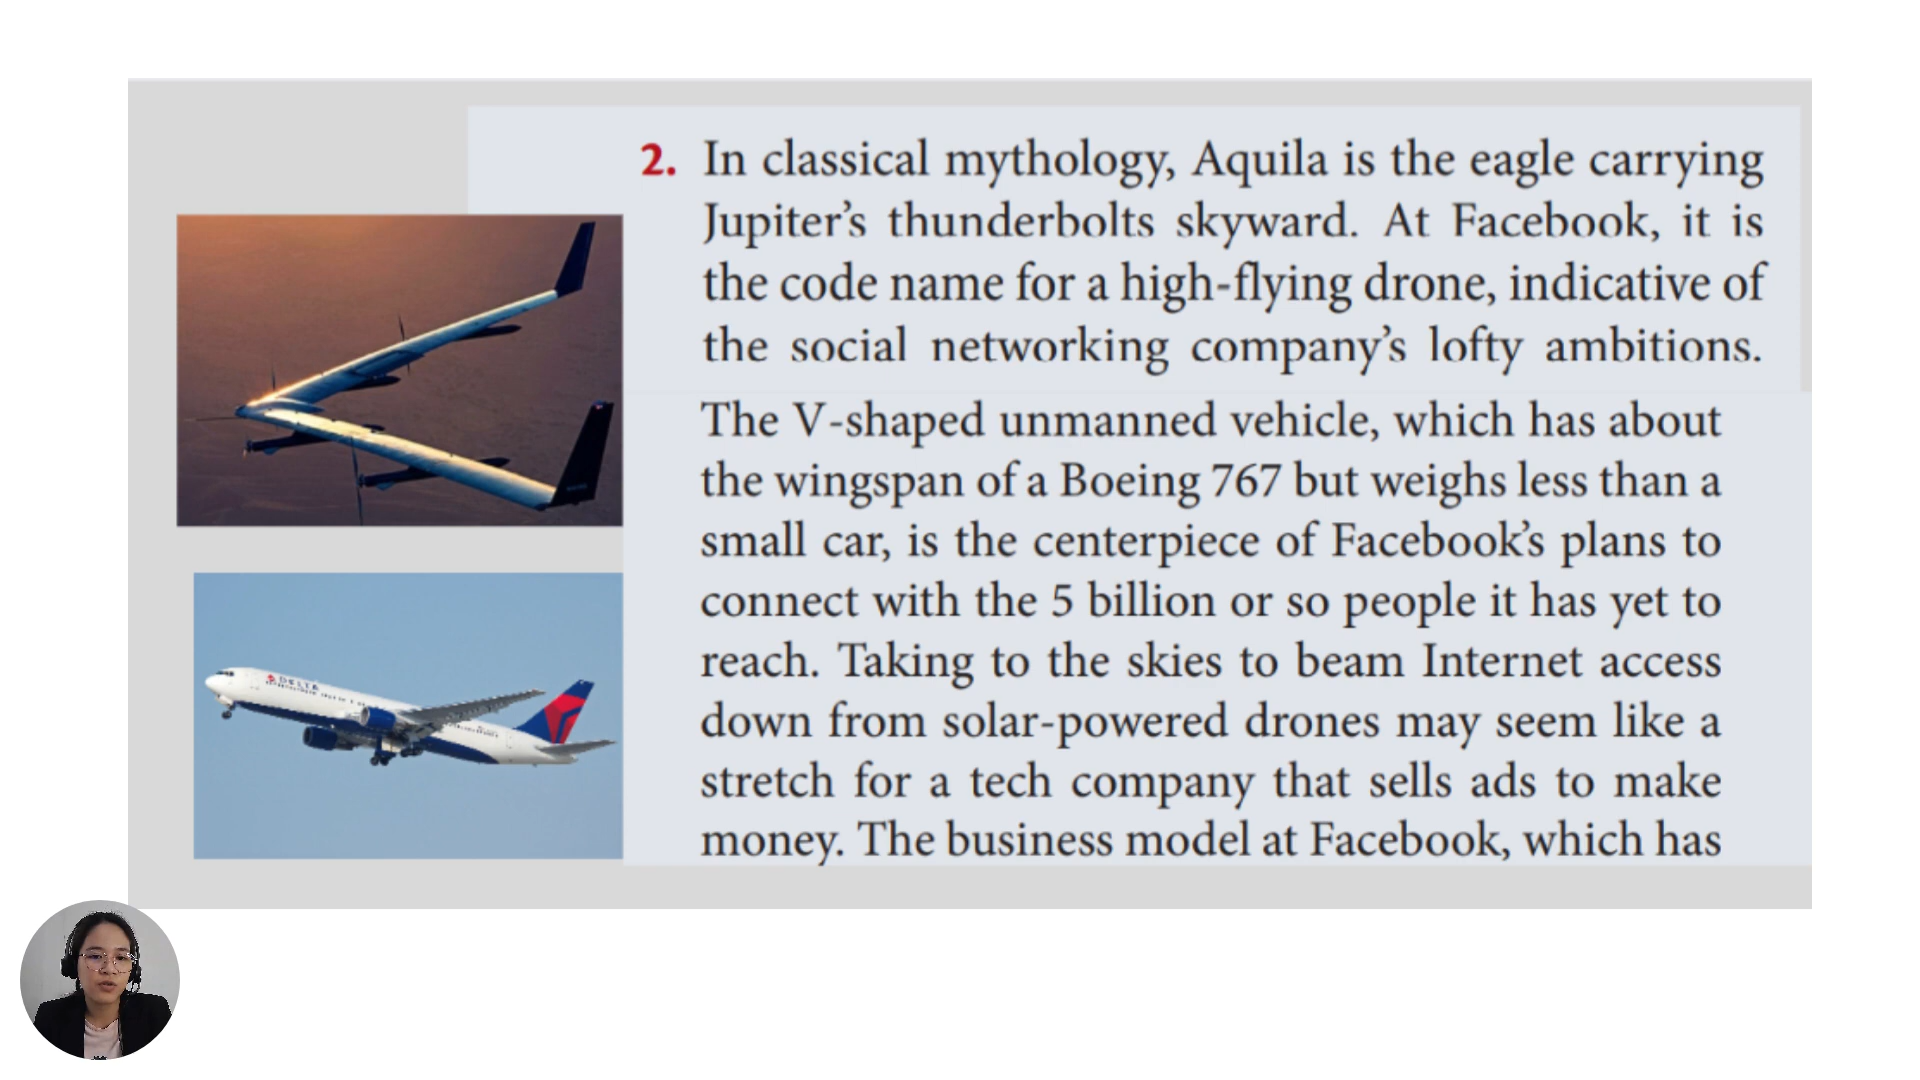 2. In classical mythology, Aquila is the eagle carrying
Jupiter’s thunderbolts skyward. At Facebook, it is
the code name for a high-flying drone, indicative of
the social networking company’s lofty ambitions.
The V-shaped unmanned vehicle, which has about
the wingspan of a Boeing 767 but weighs less than a
small car, is the centerpiece of Facebook’s plans to
connect with the 5 billion or so people it has yet to
reach. Taking to the skies to beam Internet access
down from solar-powered drones may seem like a
stretch for a tech company that sells ads to make
money. The business model at Facebook, which has
DELTA